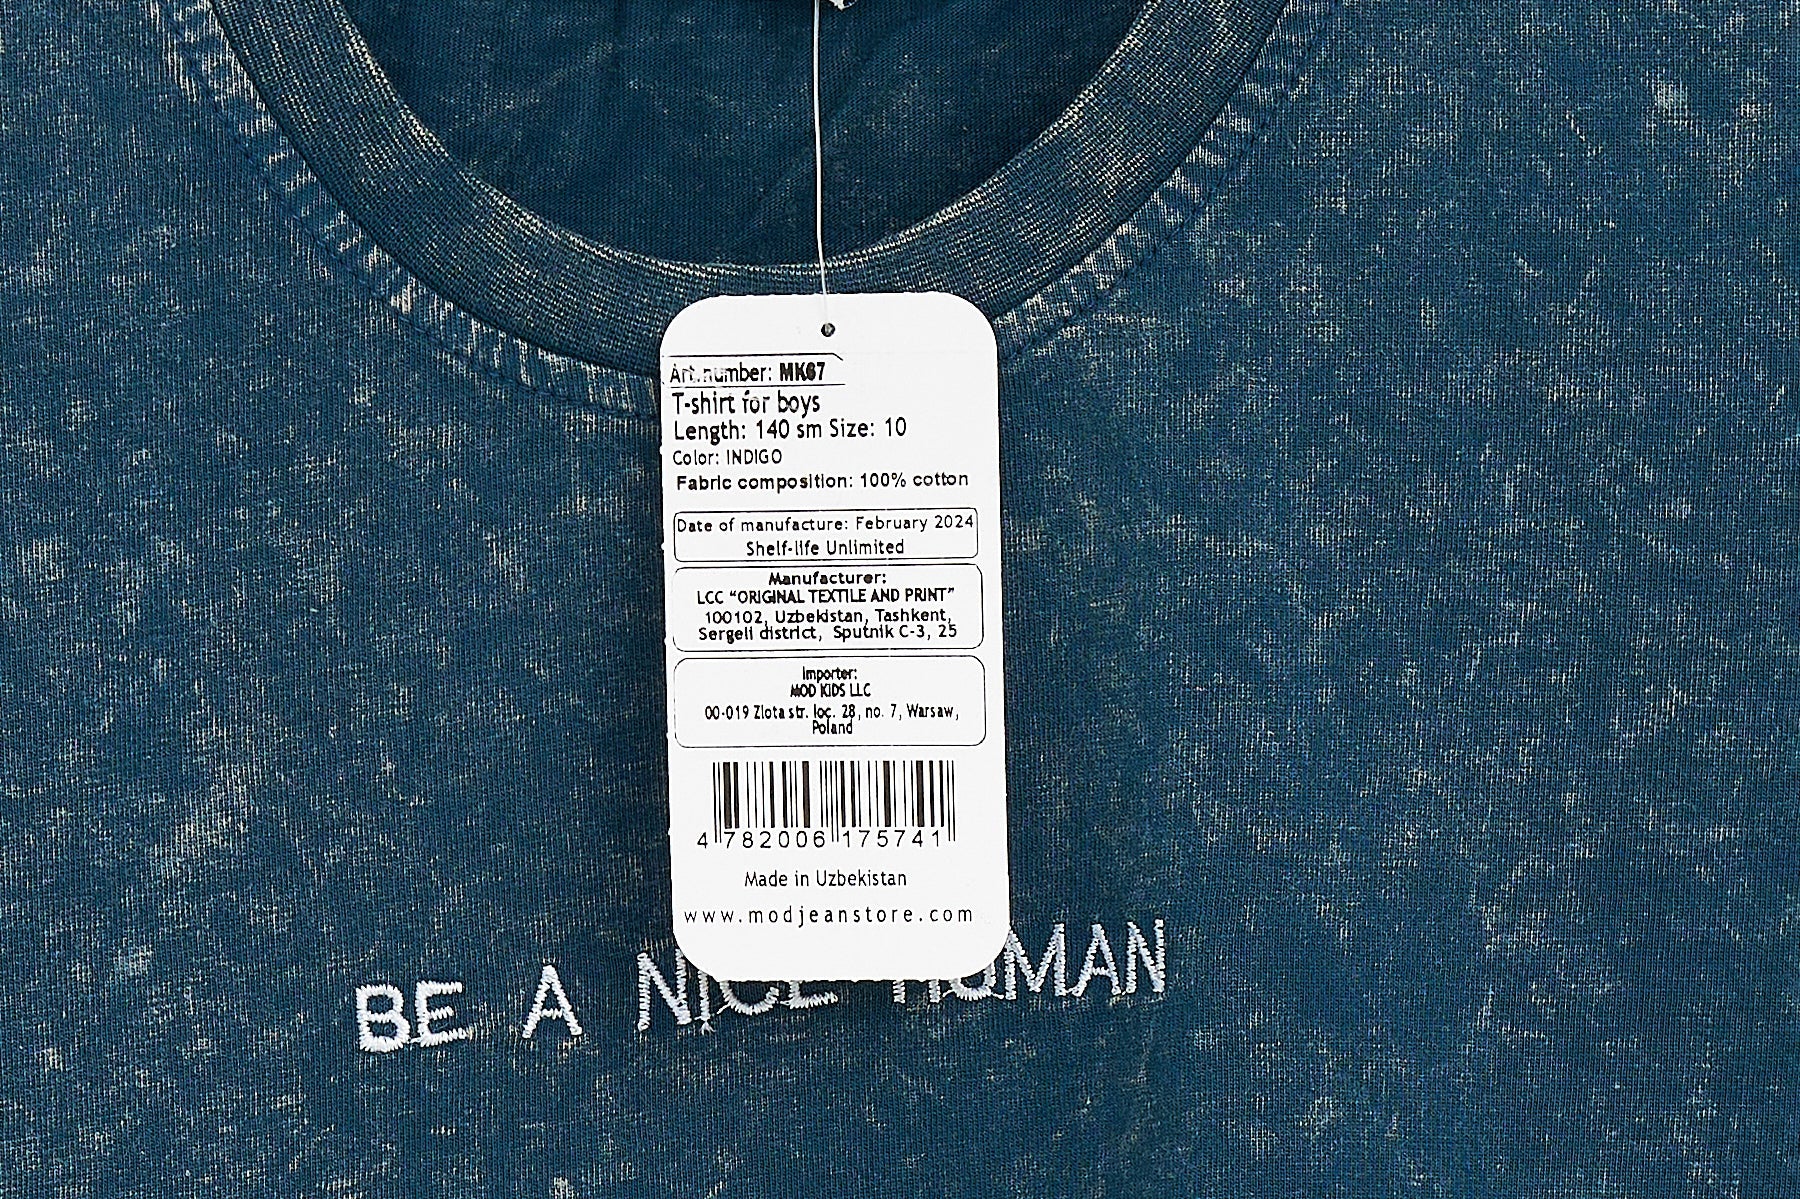 Art.number: MK67
T-shirt for boys
Length: 140 sm Size: 10
Color: INDIGO
Fabric composition: 100% cotton
Date of manufacture: February 2024
Shelf-life Unlimited
Manufacturer:
LCC “ORIGINAL TEXTILE AND PRINT”
100102, Uzbekistan, Tashkent,
Sergeli district, Sputnik C-3, 25
Importer:
MOD KIDS LLC
00-019 Zlota str. loc. 28, no. 7, Warsaw,
Poland
4 782006 175741
Made in Uzbekistan
www.modjeanstore.com
BE A NICE HUMAN